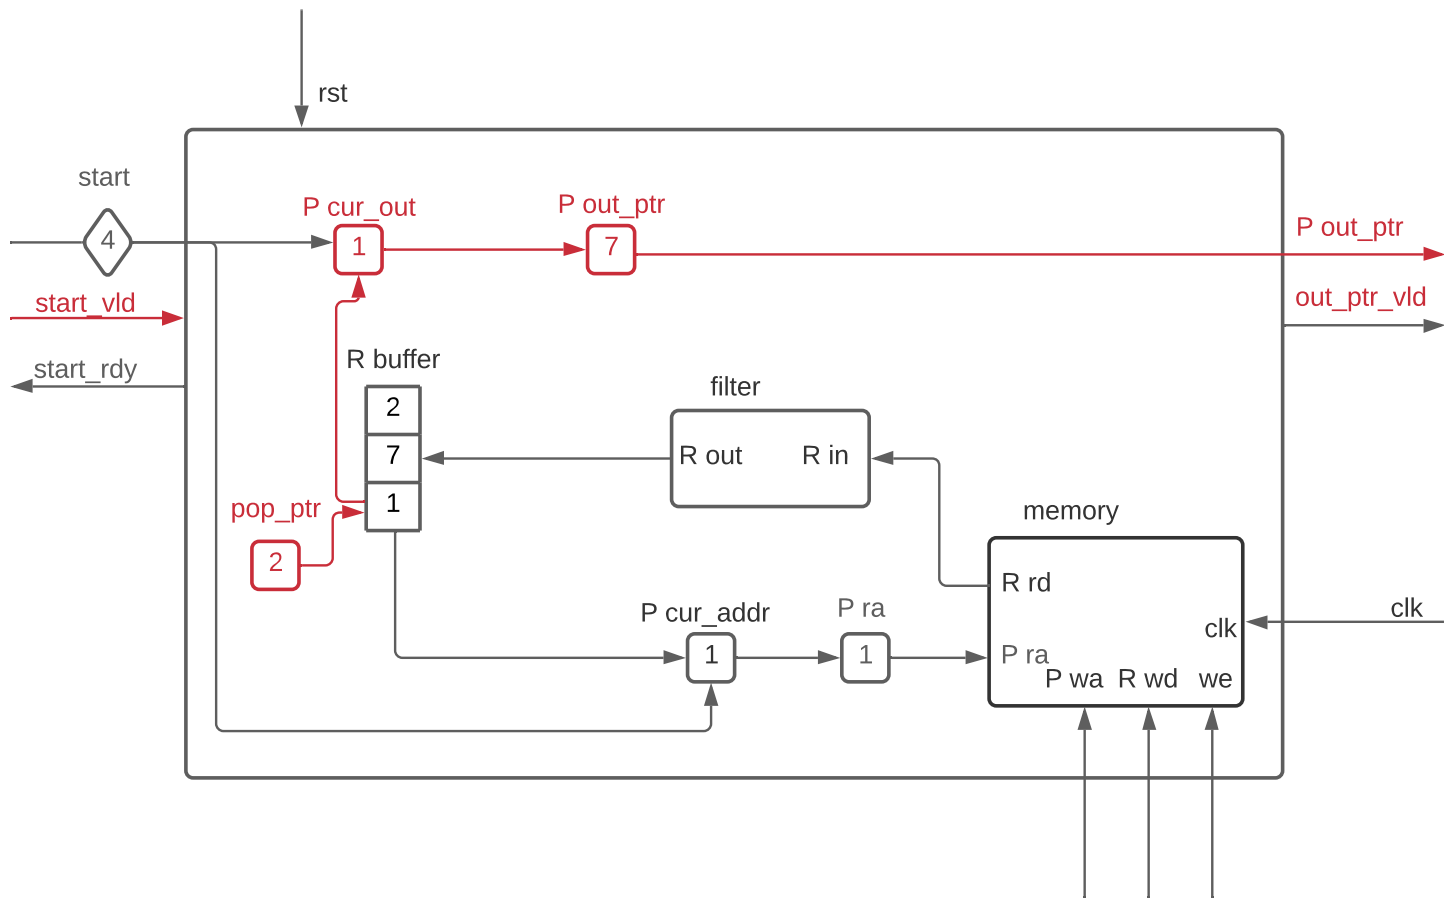 rst
start
4
P cur_out
1
P out_ptr
7
P out_ptr
start_vld
out_ptr_vld
start_rdy
R buffer
2
7
1
filter
R out
R in
pop_ptr
2
memory
R rd
clk
P ra
P wa
R wd
we
clk
P cur_addr
1
P ra
1